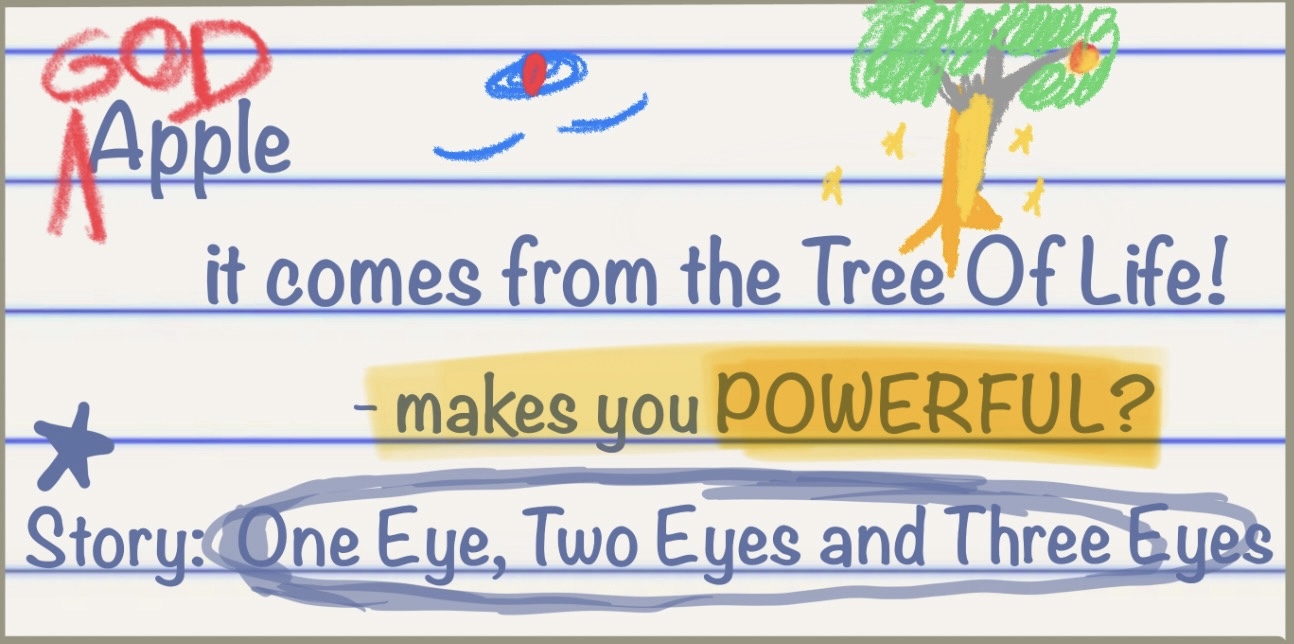 GOD
Apple
it comes from the Tree Of Life!
- makes you POWERFUL?
Story: One Eye, Two Eyes and Three Eyes